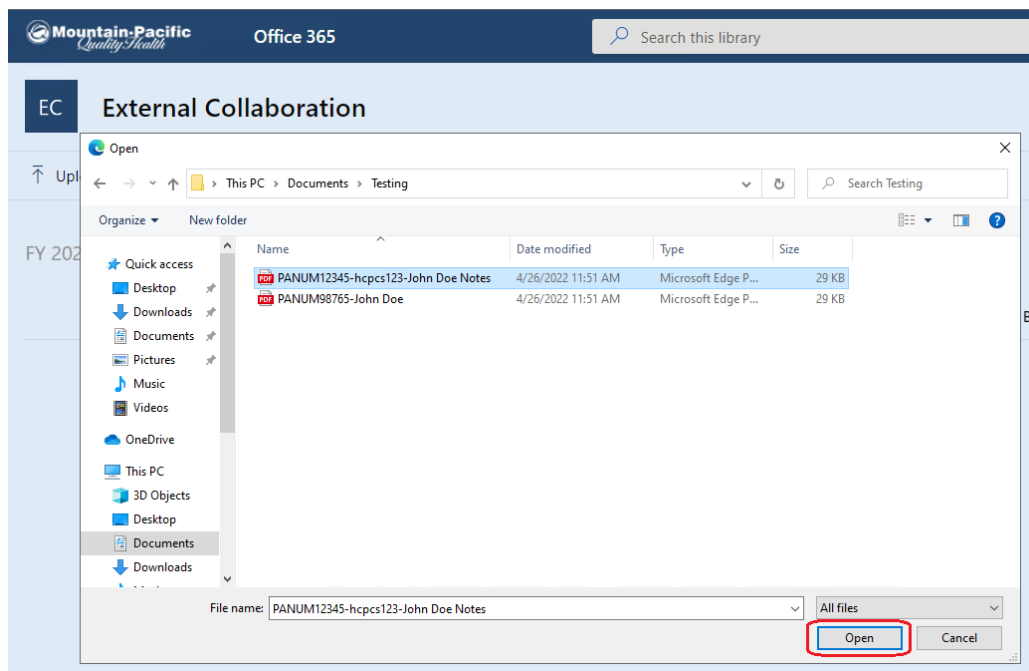 Mountain-Pacific
Quality Health
Office 365
Search this library
EC
External Collaboration
Open
Upl
This PC > Documents > Testing
Search Testing
Organize
New folder
FY 202
Name
Date modified
Type
Size
Quick access
PANUM12345-hcpcs123-John Doe Notes 4/26/2022 11:51 AM Microsoft Edge P... 29 KB
Desktop
PANUM98765-John Doe 4/26/2022 11:51 AM Microsoft Edge P... 29 KB
Downloads
Documents
Pictures
Music
Videos
OneDrive
This PC
3D Objects
Desktop
Documents
Downloads
File name: PANUM12345-hcpcs123-John Doe Notes
All files
Open
Cancel